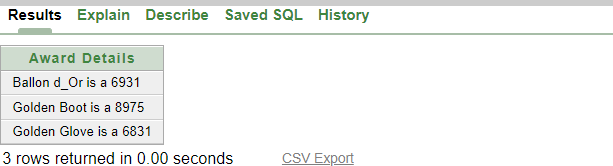 Results Explain Describe Saved SQL History
Award Details
Ballon d_Or is a 6931
Golden Boot is a 8975
Golden Glove is a 6831
3 rows returned in 0.00 seconds CSV Export